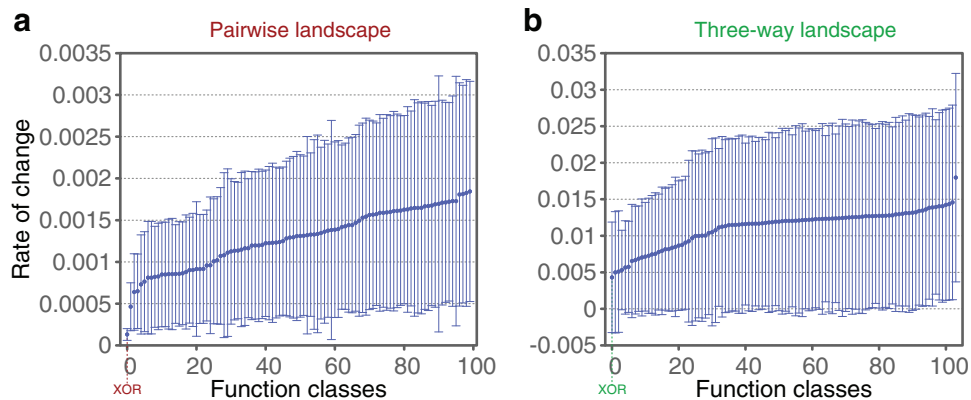 a
Pairwise landscape
Rate of change
0.0035
0.003
0.0025
0.002
0.0015
0.001
0.0005
0
0 20 40 60 80 100
XOR
Function classes
b
Three-way landscape
0.035
0.03
0.025
0.02
0.015
0.01
0.005
0
-0.005
0 20 40 60 80 100
XOR
Function classes